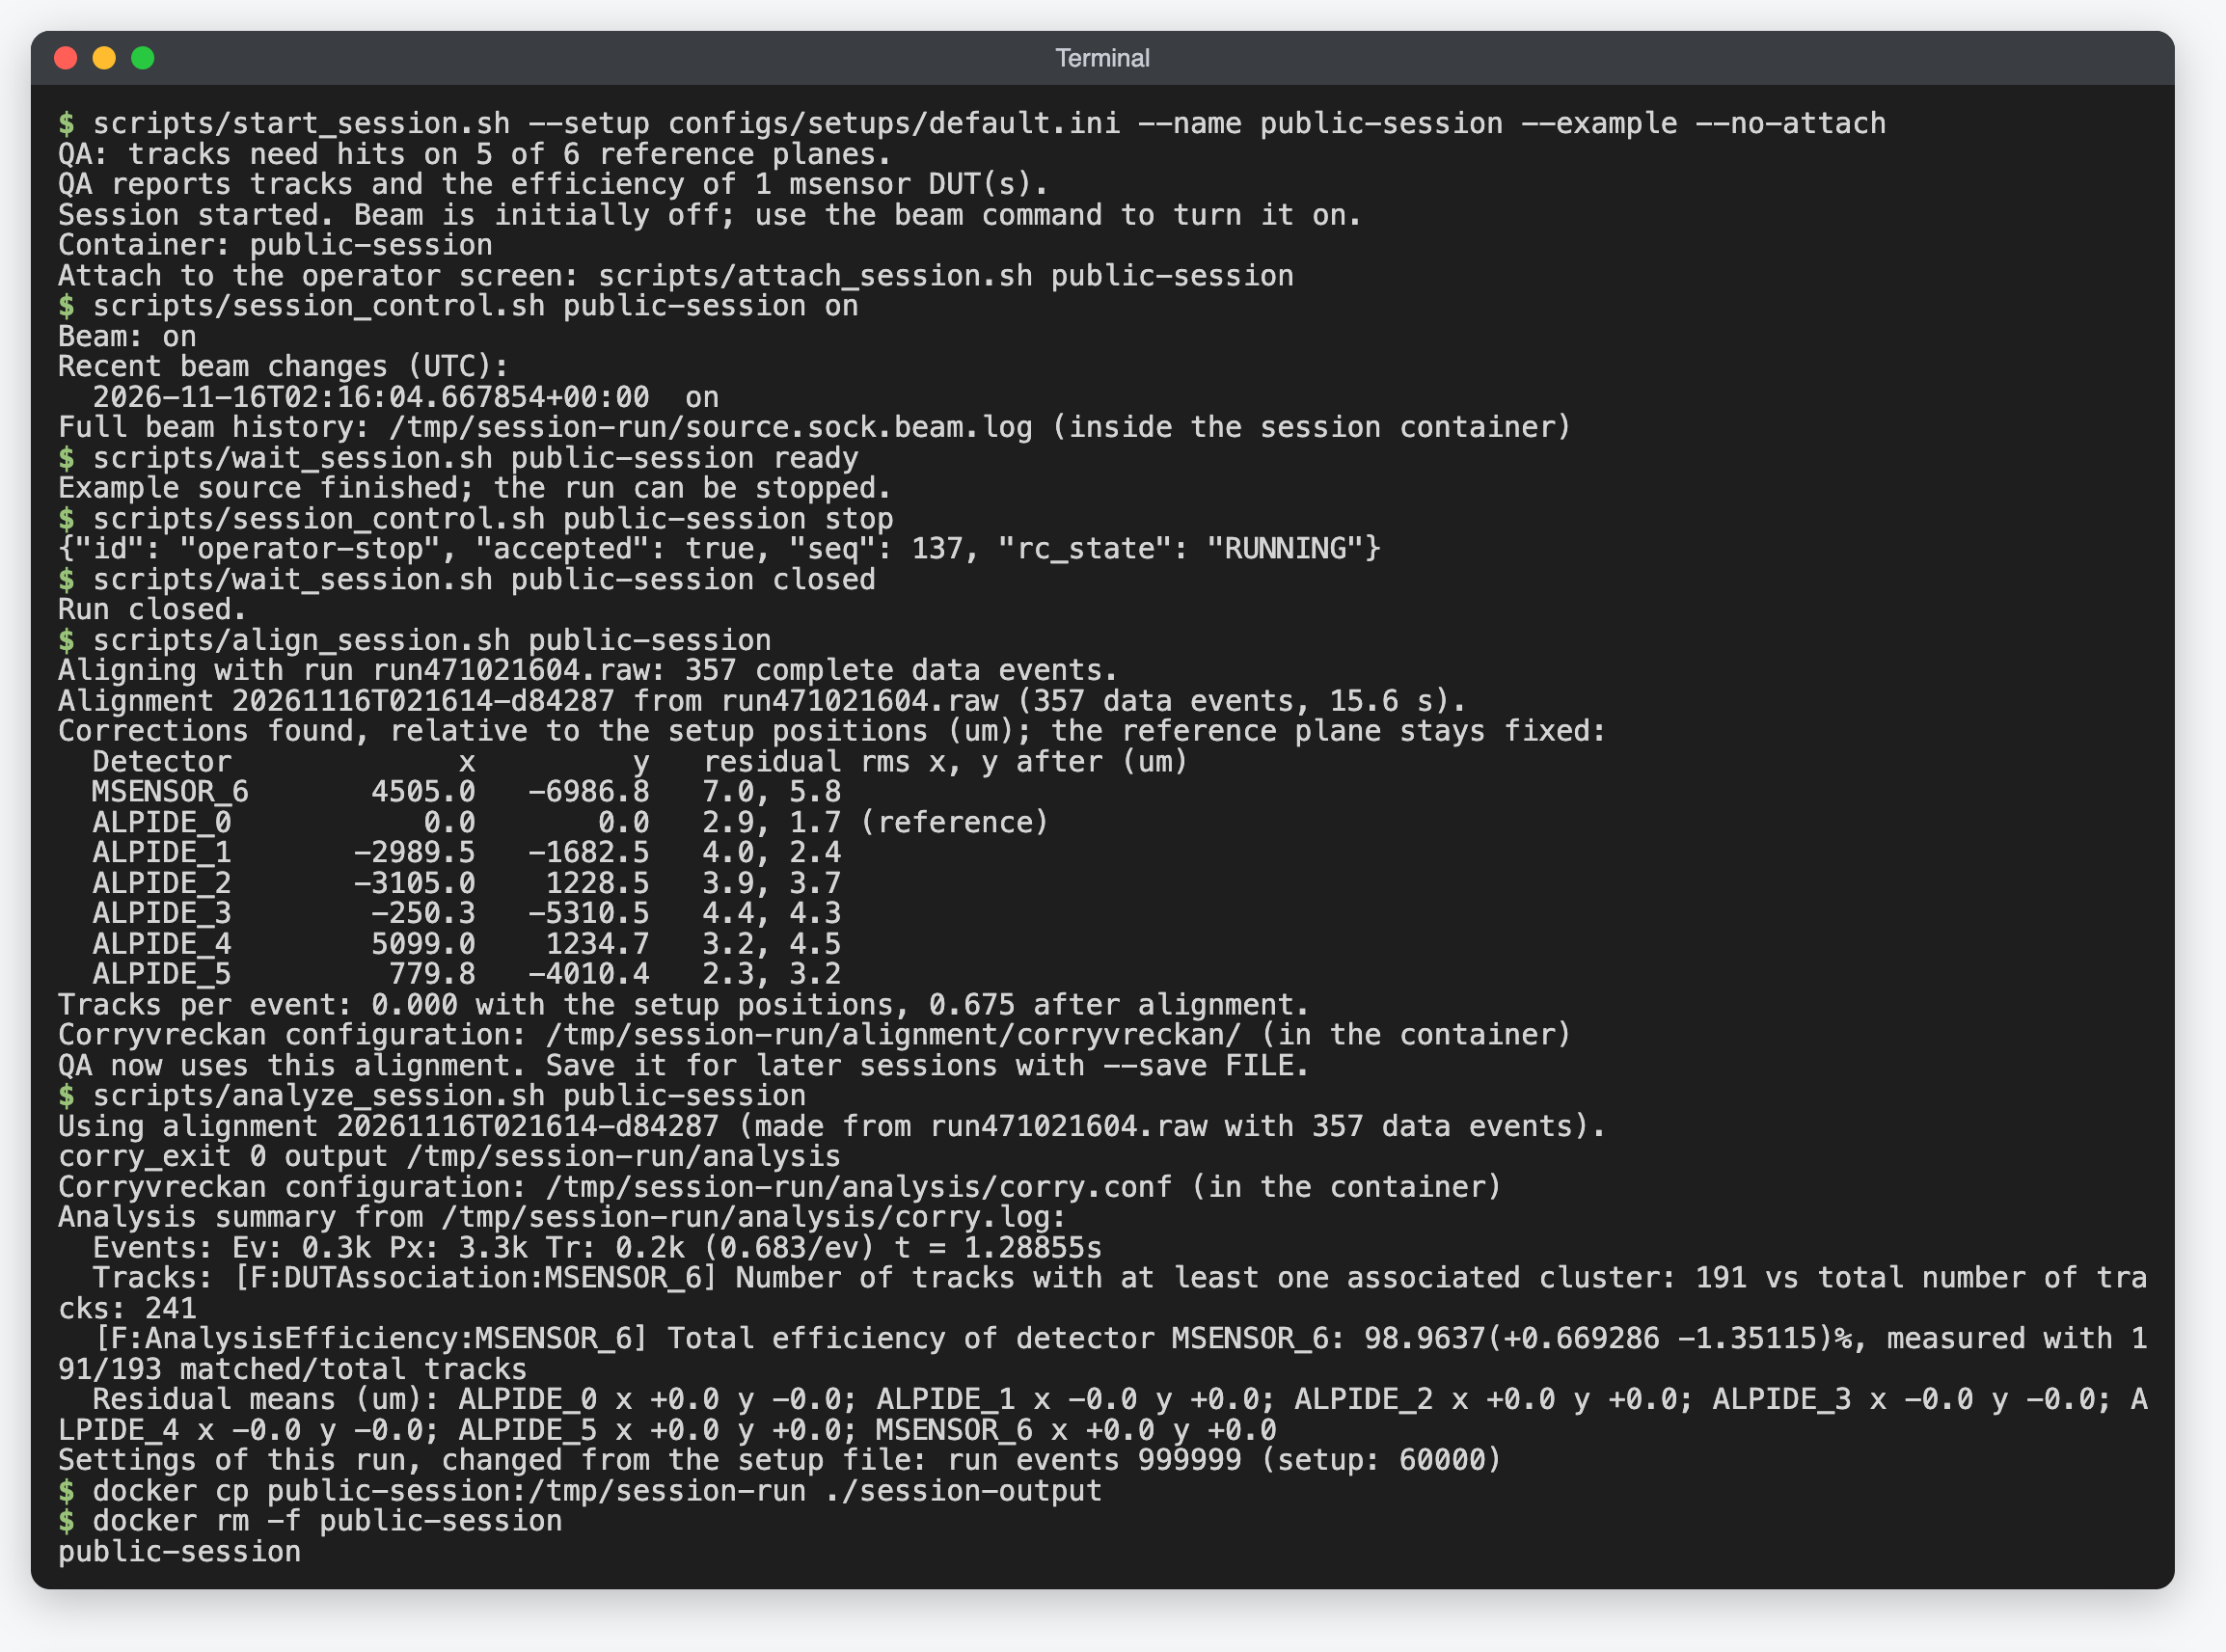 Terminal
$ scripts/start_session.sh --setup configs/setups/default.ini --name public-session --example --no-attach
QA: tracks need hits on 5 of 6 reference planes.
QA reports tracks and the efficiency of 1 msensor DUT(s).
Session started. Beam is initially off; use the beam command to turn it on.
Container: public-session
Attach to the operator screen: scripts/attach_session.sh public-session
$ scripts/session_control.sh public-session on
Beam: on
Recent beam changes (UTC):
  2026-11-16T02:16:04.667854+00:00  on
Full beam history: /tmp/session-run/source.sock.beam.log (inside the session container)
$ scripts/wait_session.sh public-session ready
Example source finished; the run can be stopped.
$ scripts/session_control.sh public-session stop
{"id": "operator-stop", "accepted": true, "seq": 137, "rc_state": "RUNNING"}
$ scripts/wait_session.sh public-session closed
Run closed.
$ scripts/align_session.sh public-session
Aligning with run run471021604.raw: 357 complete data events.
Alignment 20261116T021614-d84287 from run471021604.raw (357 data events, 15.6 s).
Corrections found, relative to the setup positions (um); the reference plane stays fixed:
  Detector             x         y   residual rms x, y after (um)
  MSENSOR_6       4505.0   -6986.8   7.0, 5.8
  ALPIDE_0           0.0       0.0   2.9, 1.7 (reference)
  ALPIDE_1       -2989.5   -1682.5   4.0, 2.4
  ALPIDE_2       -3105.0    1228.5   3.9, 3.7
  ALPIDE_3        -250.3   -5310.5   4.4, 4.3
  ALPIDE_4        5099.0    1234.7   3.2, 4.5
  ALPIDE_5         779.8   -4010.4   2.3, 3.2
Tracks per event: 0.000 with the setup positions, 0.675 after alignment.
Corryvreckan configuration: /tmp/session-run/alignment/corryvreckan/ (in the container)
QA now uses this alignment. Save it for later sessions with --save FILE.
$ scripts/analyze_session.sh public-session
Using alignment 20261116T021614-d84287 (made from run471021604.raw with 357 data events).
corry_exit 0 output /tmp/session-run/analysis
Corryvreckan configuration: /tmp/session-run/analysis/corry.conf (in the container)
Analysis summary from /tmp/session-run/analysis/corry.log:
  Events: Ev: 0.3k Px: 3.3k Tr: 0.2k (0.683/ev) t = 1.28855s
  Tracks: [F:DUTAssociation:MSENSOR_6] Number of tracks with at least one associated cluster: 191 vs total number of tra
cks: 241
  [F:AnalysisEfficiency:MSENSOR_6] Total efficiency of detector MSENSOR_6: 98.9637(+0.669286 -1.35115)%, measured with 1
91/193 matched/total tracks
  Residual means (um): ALPIDE_0 x +0.0 y -0.0; ALPIDE_1 x -0.0 y +0.0; ALPIDE_2 x +0.0 y +0.0; ALPIDE_3 x -0.0 y -0.0; A
LPIDE_4 x -0.0 y -0.0; ALPIDE_5 x +0.0 y +0.0; MSENSOR_6 x +0.0 y +0.0
Settings of this run, changed from the setup file: run events 999999 (setup: 60000)
$ docker cp public-session:/tmp/session-run ./session-output
$ docker rm -f public-session
public-session